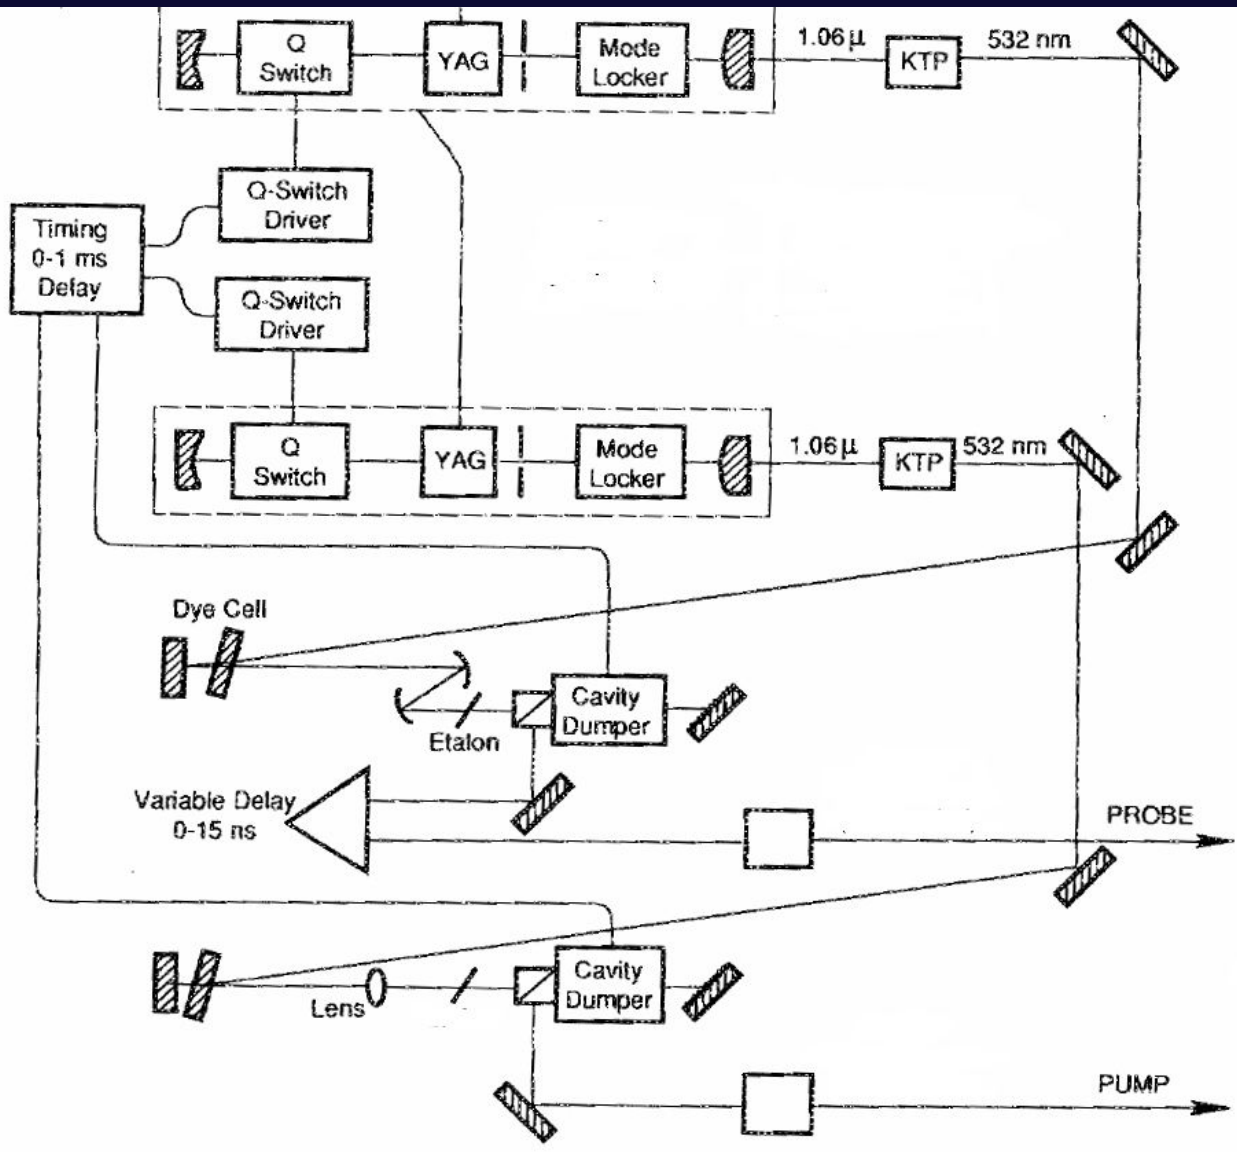 Q
Switch
YAG
Mode
Locker
1.06 μ
KTP
532 nm
Q-Switch
Driver
Timing
0-1 ms
Delay
Q-Switch
Driver
Q
Switch
YAG
Mode
Locker
1.06 μ
KTP
532 nm
Dye Cell
Cavity
Dumper
Etalon
Variable Delay
0-15 ns
PROBE
Cavity
Dumper
Lens
PUMP